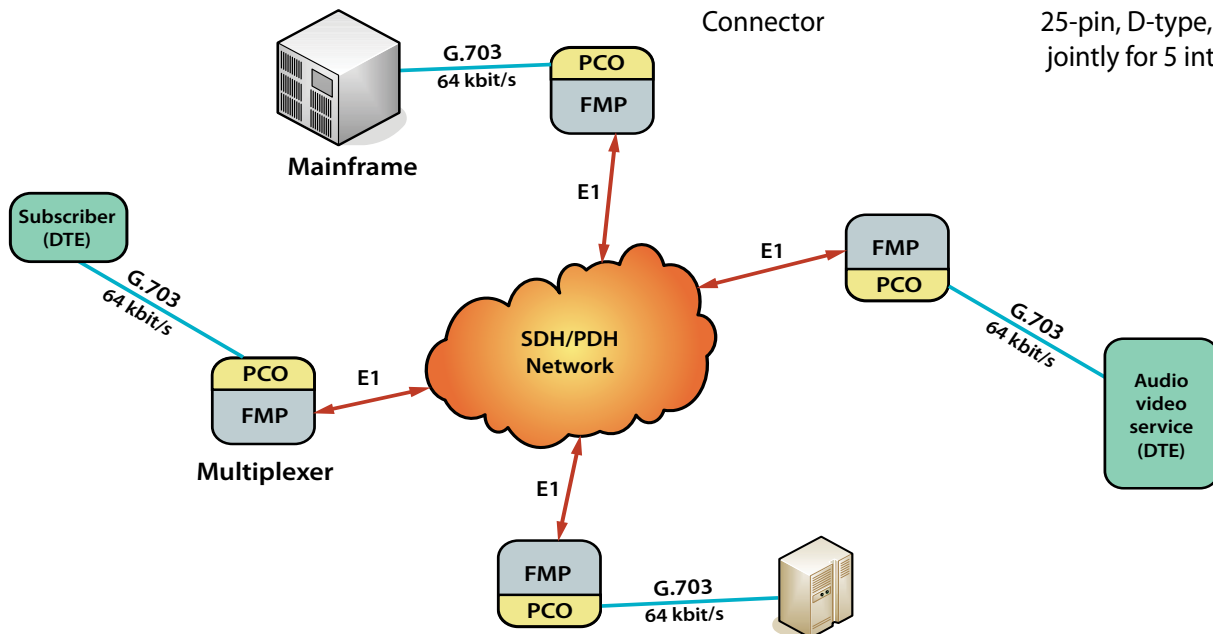 Connector
25-pin, D-type,
jointly for 5 int
G.703
64 kbit/s
PCO
FMP
Mainframe
E1
Subscriber
(DTE)
G.703
64 kbit/s
FMP
PCO
E1
G.703
64 kbit/s
SDH/PDH
Network
PCO
FMP
E1
Multiplexer
Audio
video
service
(DTE)
E1
FMP
PCO
G.703
64 kbit/s